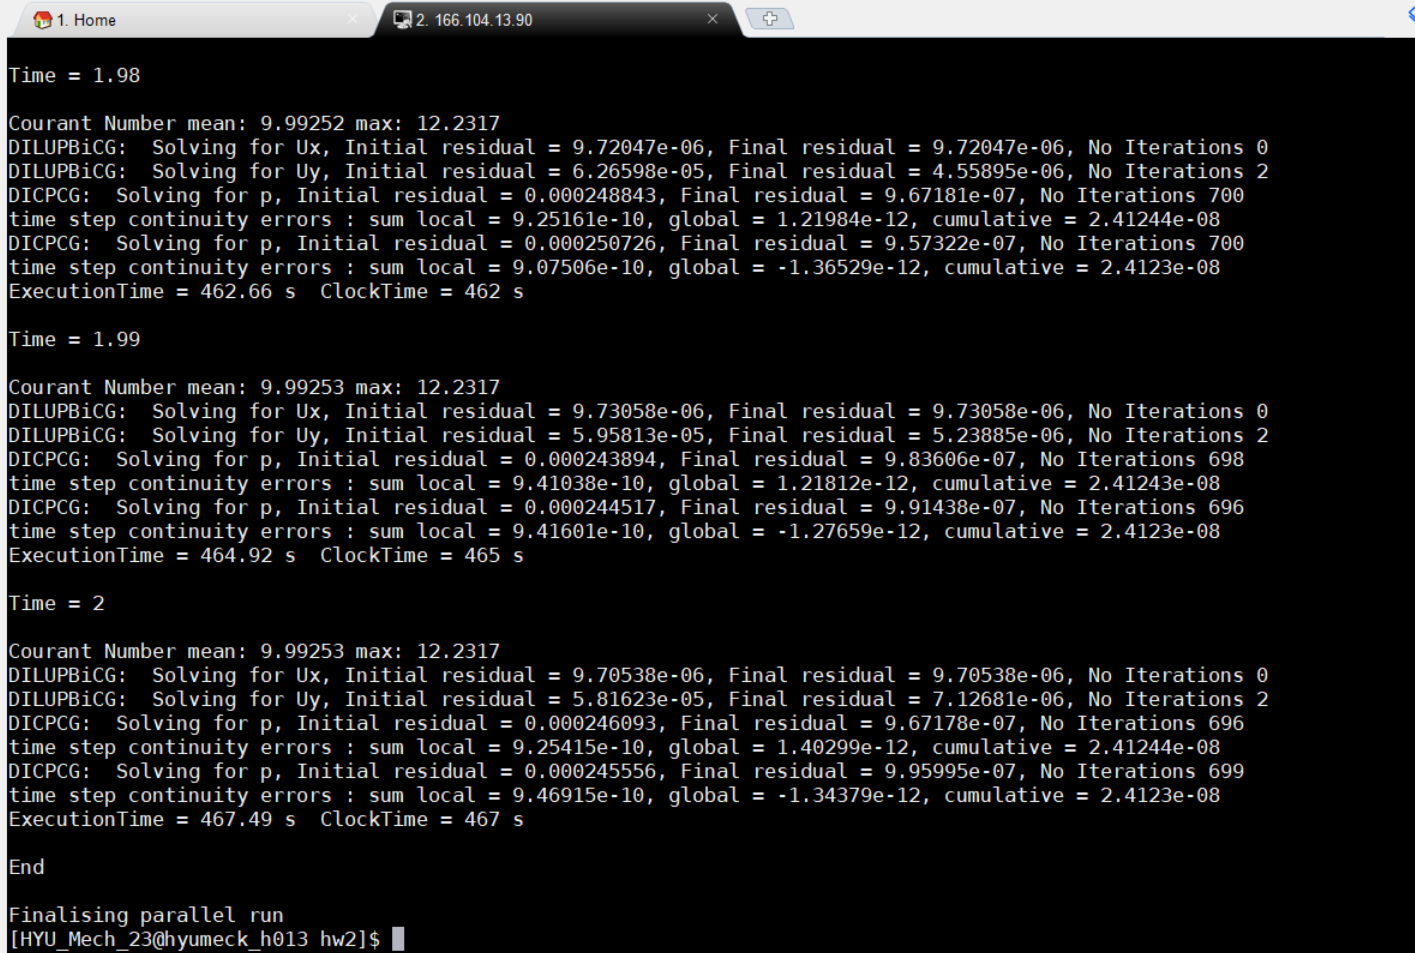 1. Home
2. 166.104.13.90
Time = 1.98
Courant Number mean: 9.99252 max: 12.2317
DILUPBiCG:  Solving for Ux, Initial residual = 9.72047e-06, Final residual = 9.72047e-06, No Iterations 0
DILUPBiCG:  Solving for Uy, Initial residual = 6.26598e-05, Final residual = 4.55895e-06, No Iterations 2
DICPCG:  Solving for p, Initial residual = 0.000248843, Final residual = 9.67181e-07, No Iterations 700
time step continuity errors : sum local = 9.25161e-10, global = 1.21984e-12, cumulative = 2.41244e-08
DICPCG:  Solving for p, Initial residual = 0.000250726, Final residual = 9.57322e-07, No Iterations 700
time step continuity errors : sum local = 9.07506e-10, global = -1.36529e-12, cumulative = 2.4123e-08
ExecutionTime = 462.66 s  ClockTime = 462 s
Time = 1.99
Courant Number mean: 9.99253 max: 12.2317
DILUPBiCG:  Solving for Ux, Initial residual = 9.73058e-06, Final residual = 9.73058e-06, No Iterations 0
DILUPBiCG:  Solving for Uy, Initial residual = 5.95813e-05, Final residual = 5.23885e-06, No Iterations 2
DICPCG:  Solving for p, Initial residual = 0.000243894, Final residual = 9.83606e-07, No Iterations 698
time step continuity errors : sum local = 9.41038e-10, global = 1.21812e-12, cumulative = 2.41243e-08
DICPCG:  Solving for p, Initial residual = 0.000244517, Final residual = 9.91438e-07, No Iterations 696
time step continuity errors : sum local = 9.41601e-10, global = -1.27659e-12, cumulative = 2.4123e-08
ExecutionTime = 464.92 s  ClockTime = 465 s
Time = 2
Courant Number mean: 9.99253 max: 12.2317
DILUPBiCG:  Solving for Ux, Initial residual = 9.70538e-06, Final residual = 9.70538e-06, No Iterations 0
DILUPBiCG:  Solving for Uy, Initial residual = 5.81623e-05, Final residual = 7.12681e-06, No Iterations 2
DICPCG:  Solving for p, Initial residual = 0.000246093, Final residual = 9.67178e-07, No Iterations 696
time step continuity errors : sum local = 9.25415e-10, global = 1.40299e-12, cumulative = 2.41244e-08
DICPCG:  Solving for p, Initial residual = 0.000245556, Final residual = 9.95995e-07, No Iterations 699
time step continuity errors : sum local = 9.46915e-10, global = -1.34379e-12, cumulative = 2.4123e-08
ExecutionTime = 467.49 s  ClockTime = 467 s
End
Finalising parallel run
[HYU_Mech_23@hyumeck_h013 hw2]$